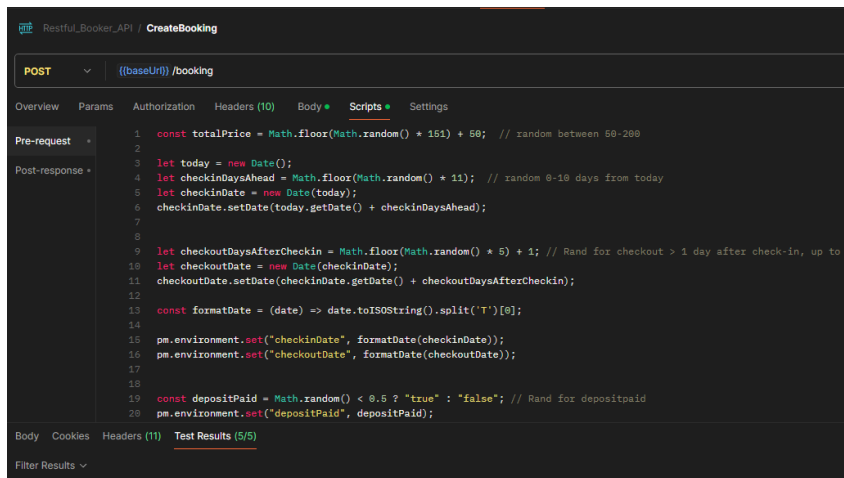 HTTP Restful_Booker_API / CreateBooking
POST {{baseUrl}} /booking
Overview Params Authorization Headers (10) Body Scripts Settings
Pre-request
Post-response
1 const totalPrice = Math.floor(Math.random() * 151) + 50; // random between 50-200
2
3 let today = new Date();
4 let checkinDaysAhead = Math.floor(Math.random() * 11); // random 0-10 days from today
5 let checkinDate = new Date(today);
6 checkinDate.setDate(today.getDate() + checkinDaysAhead);
7
8
9 let checkoutDaysAfterCheckin = Math.floor(Math.random() * 5) + 1; // Rand for checkout > 1 day after check-in, up to
10 let checkoutDate = new Date(checkinDate);
11 checkoutDate.setDate(checkinDate.getDate() + checkoutDaysAfterCheckin);
12
13 const formatDate = (date) => date.toISOString().split('T')[0];
14
15 pm.environment.set("checkinDate", formatDate(checkinDate));
16 pm.environment.set("checkoutDate", formatDate(checkoutDate));
17
18
19 const depositPaid = Math.random() < 0.5 ? "true" : "false"; // Rand for depositpaid
20 pm.environment.set("depositPaid", depositPaid);
Body Cookies Headers (11) Test Results (5/5)
Filter Results